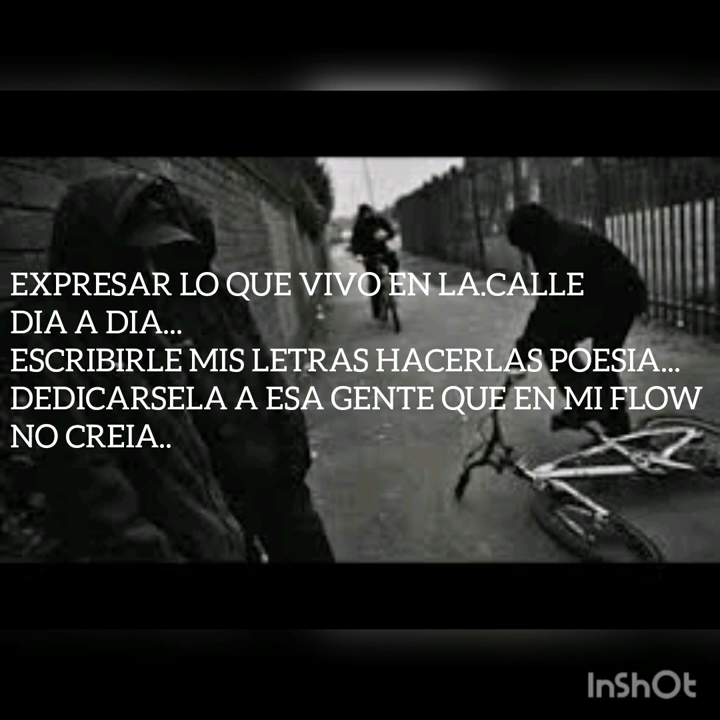 EXPRESAR LO QUE VIVO EN LA.CALLE
DIA A DIA...
ESCRIBIRLE MIS LETRAS HACERLAS POESIA...
DEDICARSELA A ESA GENTE QUE EN MI FLOW
NO CREIA..
InShOt